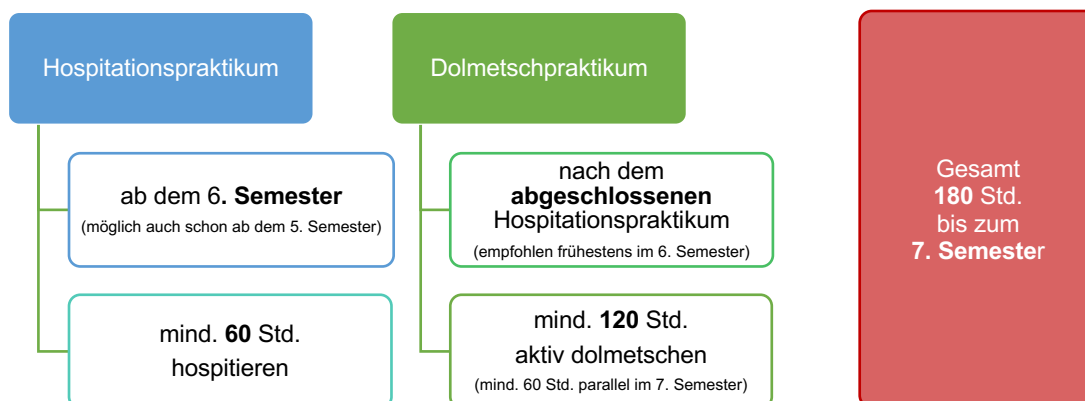 Hospitationspraktikum
ab dem 6. Semester
(möglich auch schon ab dem 5. Semester)
mind. 60 Std.
hospitieren
Dolmetschpraktikum
nach dem
abgeschlossenen
Hospitationspraktikum
(empfohlen frühestens im 6. Semester)
mind. 120 Std.
aktiv dolmetschen
(mind. 60 Std. parallel im 7. Semester)
Gesamt
180 Std.
bis zum
7. Semester